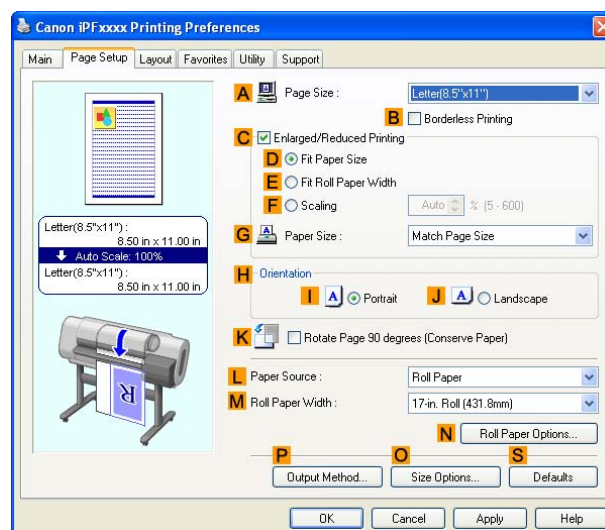 Canon iPFxxxx Printing Preferences
Main Page Setup Layout Favorites Utility Support
A Page Size : Letter(8.5"x11")
B Borderless Printing
C Enlarged/Reduced Printing
D Fit Paper Size
E Fit Roll Paper Width
F Scaling Auto % (5 - 600)
G Paper Size : Match Page Size
Letter(8.5"x11") :
8.50 in x 11.00 in
Auto Scale: 100%
Letter(8.5"x11") :
8.50 in x 11.00 in
H Orientation
I A Portrait J A Landscape
K Rotate Page 90 degrees (Conserve Paper)
L Paper Source : Roll Paper
M Roll Paper Width : 17-in. Roll (431.8mm)
R
N Roll Paper Options...
P O S
Output Method... Size Options... Defaults
OK Cancel Apply Help